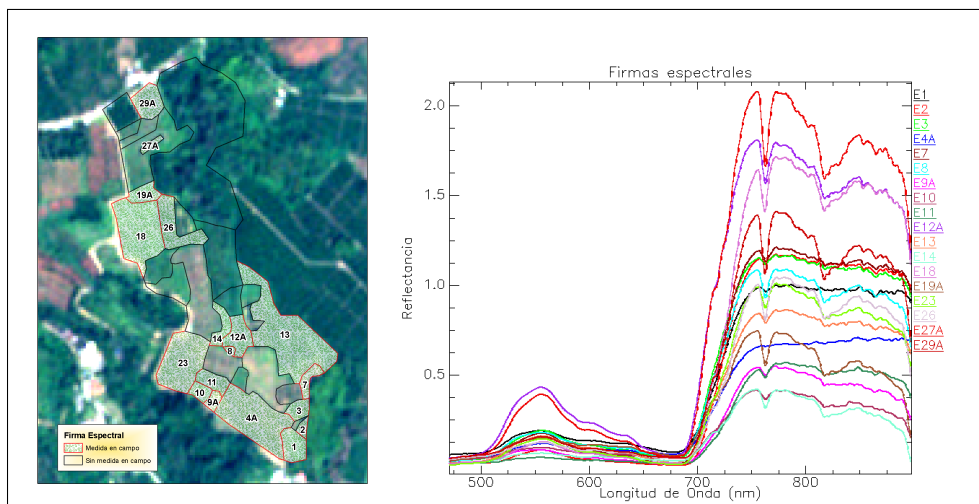 29A
27A
19A
26
18
13
14
12A
8
23
7
11
10
9A
3
4A
2
1
Firma Espectral
Medida en campo
Sin medida en campo
Firmas espectrales
Reflectancia
2.0
1.5
1.0
0.5
500
600
700
800
Longitud de Onda (nm)
E1
E2
E3
E4A
E7
E8
E9A
E10
E11
E12A
E13
E14
E18
E19A
E23
E26
E27A
E29A